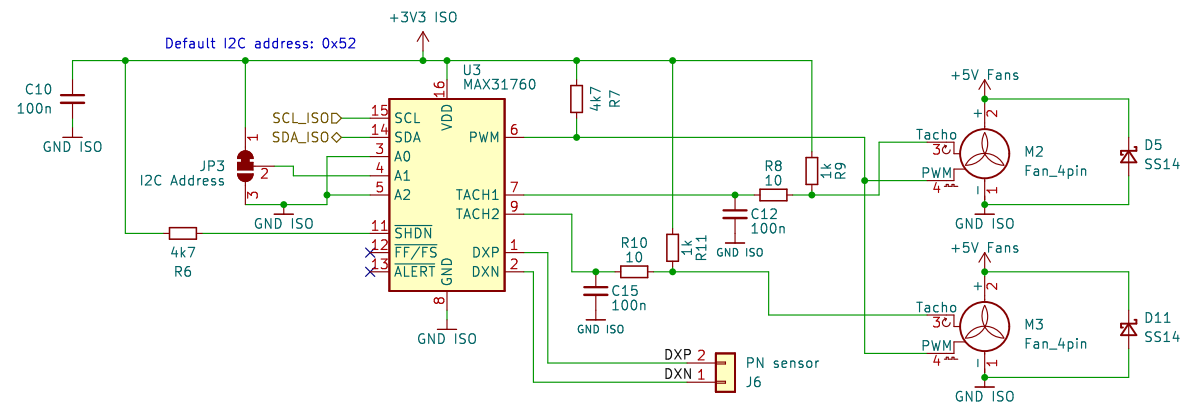 +3V3 ISO
Default I2C address: 0x52
C10
100n
GND ISO
JP3
I2C Address
1
2
3
GND ISO
4k7
R6
SCL_ISO
SDA_ISO
U3
MAX31760
16
VDD
15 SCL
14 SDA
3 A0
4 A1
5 A2
11 SHDN
12 FF/FS
13 ALERT
PWM 6
TACH1 7
TACH2 9
DXP 1
DXN 2
GND
8
GND ISO
4k7
R7
1k
R9
R8
10
C12
100n
GND ISO
1k
R11
R10
10
C15
100n
GND ISO
DXP 2
DXN 1
PN sensor
J6
+5V Fans
+ 2
Tacho
3
PWM
4
- 1
M2
Fan_4pin
GND ISO
D5
SS14
+5V Fans
+ 2
Tacho
3
PWM
4
- 1
M3
Fan_4pin
GND ISO
D11
SS14